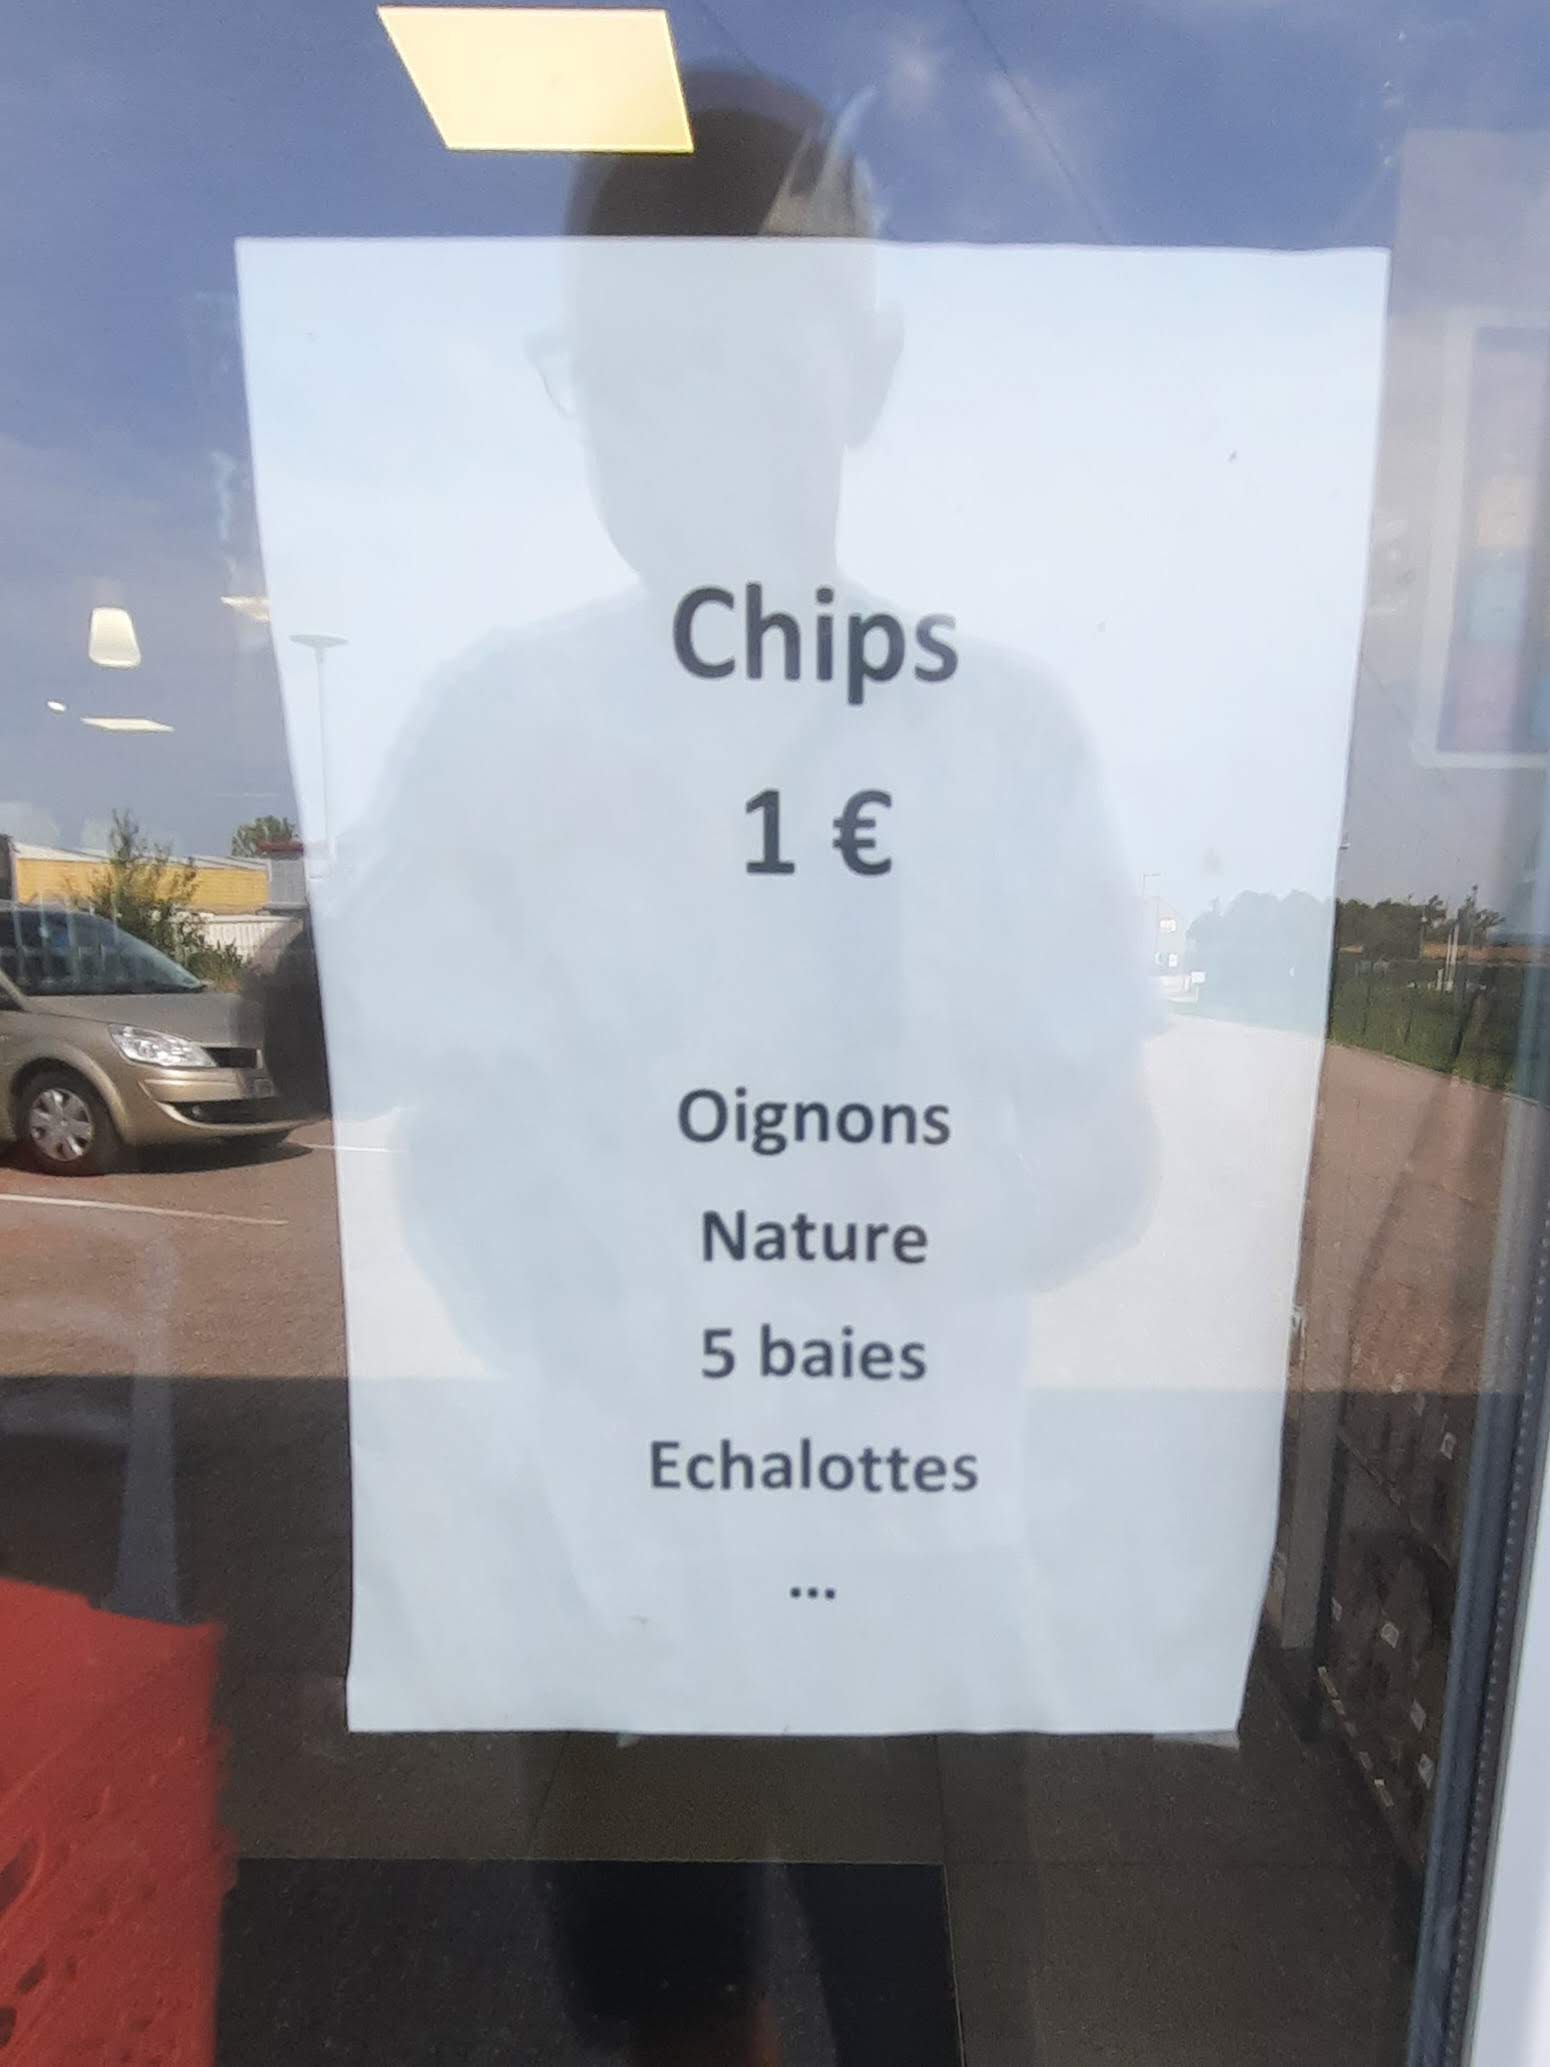 Chips
1 €
Oignons
Nature
5 baies
Echalottes
...